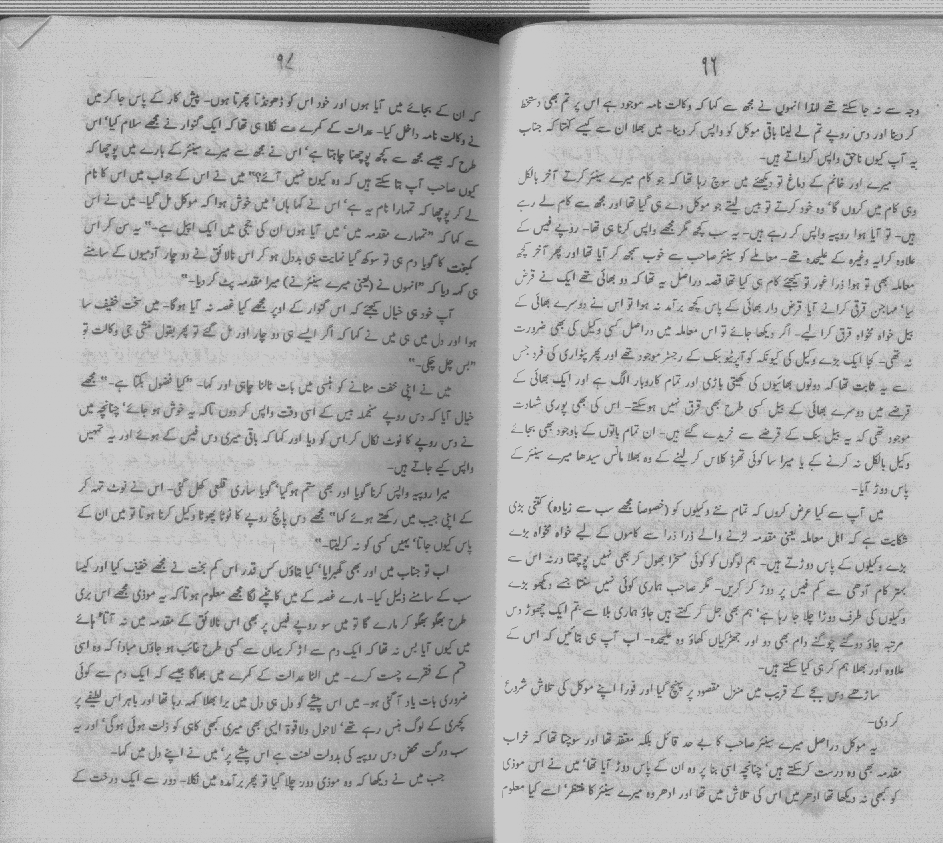 ۹۶
وجہ سے نہ جا سکتے تھے لہٰذا انہوں نے مجھ سے کہا کہ وکالت نامہ موجود ہے اس پر تم بھی دستخط
کر دینا اور دس روپے تم لے لینا باقی موکل کو واپس کر دینا۔ میں بھلا ان سے کیسے کہتا کہ جناب
یہ آپ کیوں ناحق واپس کرواتے ہیں۔
میرے اور خانم کے دماغ تو دیکھئے میں سوچ رہا تھا کہ جو کام میرے سینئر کرتے آخر بالکل
وہی کام میں کروں گا' وہ خود کرتے تو بیس لیتے جو موکل دے ہی گیا تھا اور مجھ سے کام لے رہے
ہیں۔ تو آیا ہوا روپیہ واپس کر رہے ہیں۔ یہ سب کچھ تھا مگر مجھے واپس کرنا ہی تھا۔ روپے فیس کے
علاوہ کرایہ وغیرہ کے علیحدہ تھے۔ معاملے کو سینئر صاحب سے خوب سمجھ کر آیا تھا اور پھر آخر کچھ
معاملہ بھی تو ہوا ذرا غور تو کیجئے کام ہی کیا تھا قصہ دراصل یہ تھا کہ دو بھائی تھے ایک نے قرض
لیا' مہاجن قرقی کرانے آیا قرض دار بھائی کے پاس کچھ برآمد نہ ہوا تو اس نے دوسرے بھائی کے
بیل خواہ مخواہ قرق کرا لیے۔ اگر دیکھا جائے تو اس معاملہ میں دراصل کسی وکیل کی بھی ضرورت
نہ تھی۔ کجا ایک بڑے وکیل کی کیونکہ کوآپریٹو بنک کے رجسٹر موجود تھے اور پھر پٹواری کی فرد جس
سے یہ ثابت تھا کہ دونوں بھائیوں کی کھیتی باڑی اور تمام کاروبار الگ ہے اور ایک بھائی کے
قرضے میں دوسرے بھائی کے بیل کسی طرح بھی قرق نہیں ہوسکتے۔ اس کی بھی پوری شہادت
موجود تھی کہ یہ بیل بنک کے قرضے سے خریدے گئے ہیں۔ ان تمام باتوں کے باوجود بھی بجائے
وکیل بالکل نہ کرنے کے یا میرا سا کوئی تھرڈ کلاس کر لینے کے وہ بھلا مانس سیدھا میرے سینئر کے
پاس دوڑ آیا۔
میں آپ سے کیا عرض کروں کہ تمام نئے وکیلوں کو (خصوصاً مجھے سب سے زیادہ) کتنی بڑی
شکایت ہے کہ اہل معاملہ یعنی مقدمہ لڑنے والے ذرا ذرا سے کاموں کے لیے خواہ مخواہ بڑے
بڑے وکیلوں کے پاس دوڑتے ہیں۔ ہم لوگوں کو کوئی مسخرا بھول کر بھی نہیں پوچھتا ورنہ اس سے
بہتر کام آدھی سے کم فیس پر دوڑ کر کریں۔ مگر صاحب ہماری کوئی نہیں سنتا جسے دیکھو بڑے
وکیلوں کی طرف دوڑا چلا جا رہا ہے' ہم بھی جل کر کہتے ہیں جاؤ ہماری بلا سے تم ایک چھوڑ دس
مرتبہ جاؤ دوگنے چوگنے دام بھی دو اور جھڑکیاں کھاؤ وہ علیحدہ۔ اب آپ ہی بتائیں کہ اس کے
علاوہ اور بھلا ہم کر ہی کیا سکتے ہیں۔
ساڑھے دس بجے کے قریب میں منزل مقصود پر پہنچ گیا اور فوراً اپنے موکل کی تلاش شروع
کر دی۔
یہ موکل دراصل میرے سینئر صاحب کا بے حد قائل بلکہ معتقد تھا اور سوچتا تھا کہ خراب
مقدمہ بھی وہ درست کرسکتے ہیں' چنانچہ اسی بنا پر وہ ان کے پاس دوڑ آیا تھا' میں نے اس موذی
کو کبھی نہ دیکھا تھا ادھر میں اس کی تلاش میں تھا اور ادھر وہ میرے سینئر کا منتظر' اسے کیا معلوم
۹۷
کہ ان کے بجائے میں آیا ہوں اور خود اس کو ڈھونڈتا پھرتا ہوں۔ پیش کار کے پاس جا کر میں
نے وکالت نامہ داخل کیا۔ عدالت کے کمرے سے نکلا ہی تھا کہ ایک گنوار نے مجھے سلام کیا' اس
طرح کہ جیسے مجھ سے کچھ پوچھنا چاہتا ہے' اس نے مجھ سے میرے سینئر کے بارے میں پوچھا کہ
کیوں صاحب آپ بتا سکتے ہیں کہ وہ کیوں نہیں آئے؟" میں نے اس کے جواب میں اس کا نام
لے کر پوچھا کہ تمہارا نام یہ ہے' اس نے کہا ہاں' میں خوش ہوا کہ موکل مل گیا۔ میں نے اس
سے کہا کہ "تمہارے مقدمہ میں' میں آیا ہوں ان کی ججی میں ایک اپیل ہے۔" یہ سن کر اس
کمبخت کا گویا دم ہی تو سوکھ گیا نہایت ہی بددل ہو کر اس نالائق نے دو چار آدمیوں کے سامنے
ہی کہہ دیا کہ "انہوں نے (یعنی میرے سینئر نے) میرا مقدمہ پٹ کر دیا۔"
آپ خود ہی خیال کیجئے کہ اس گنوار کے اوپر مجھے کیا غصہ نہ آیا ہوگا۔ میں سخت خفیف سا
ہوا اور دل میں ہی میں نے کہا کہ اگر ایسے ہی دو چار اور مل گئے تو پھر بقول منشی جی وکالت تو
"بس چل چکی۔"
میں نے اپنی خفت مٹانے کو ہنسی میں بات ٹالنا چاہی اور کہا۔ "کیا فضول بکتا ہے۔" مجھے
خیال آیا کہ دس روپے منجملہ بیس کے اسی وقت واپس کر دوں تاکہ یہ خوش ہو جائے' چنانچہ میں
نے دس روپے کا نوٹ نکال کر اس کو دیا اور کہا کہ باقی میری دس فیس کے ہوئے اور یہ تمہیں
واپس کیے جاتے ہیں۔
میرا روپیہ واپس کرنا گویا اور بھی ستم ہوگیا' گویا ساری قلعی کھل گئی۔ اس نے نوٹ تہہ کر
کے اپنی جیب میں رکھتے ہوئے کہا" مجھے دس پانچ روپے کا ٹوٹا پھوٹا وکیل کرنا ہوتا تو میں ان کے
پاس کیوں جاتا' یہیں کسی کو نہ کرلیتا۔"
اب تو جناب میں اور بھی گھبرایا' کیا بتاؤں کس قدر اس کم بخت نے مجھے خفیف کیا اور کیسا
سب کے سامنے ذلیل کیا۔ مارے غصہ کے میں کانپنے لگا مجھے معلوم ہوتا کہ یہ موذی مجھے اس بری
طرح بھگو بھگو کر مارے گا تو میں سو روپے فیس پر بھی اس نالائق کے مقدمہ میں نہ آتا' ہائے
میں کیوں آیا بس نہ تھا کہ ایک دم سے اڑ کر یہاں سے کسی طرح غائب ہو جاؤں مبادا کہ وہ اسی
قسم کے فقرے چست کرے۔ میں الٹا عدالت کے کمرے میں بھاگا جیسے کہ ایک دم سے کوئی
ضروری بات یاد آگئی ہو۔ میں اس پیشے کو دل ہی دل میں برا بھلا کہہ رہا تھا اور باہر اس لطیفے پر
کچہری کے لوگ ہنس رہے تھے' لاحول ولاقوۃ ایسی بھی میری کبھی کاہے کو ذلت ہوئی ہوگی' اور یہ
سب درگت محض دس روپیہ کی بدولت لعنت ہے اس پیشے پر' میں نے اپنے دل میں کہا۔
جب میں نے دیکھا کہ وہ موذی دور چلا گیا تو پھر برآمدہ میں نکلا۔ دور سے ایک درخت کے